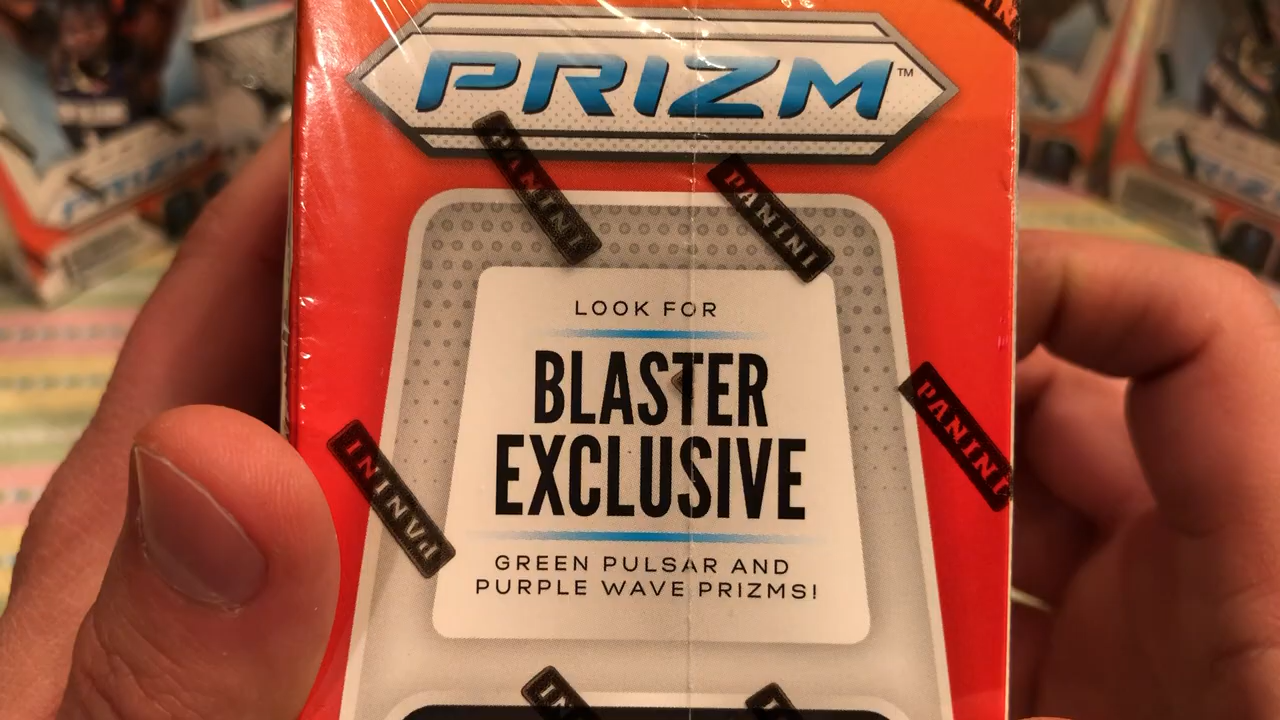 PRIZM™
PANINI
PANINI
LOOK FOR
BLASTER
EXCLUSIVE
GREEN PULSAR AND
PURPLE WAVE PRIZMS!
PANINI
PANINI